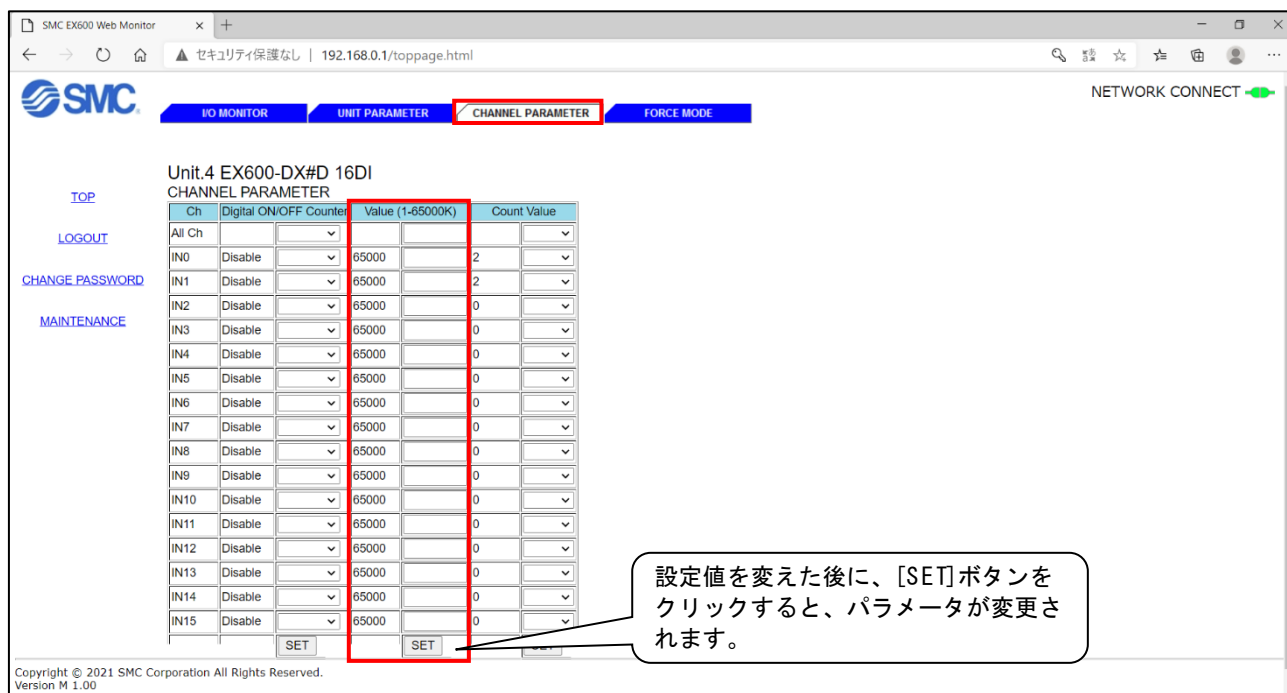 SMC EX600 Web Monitor
セキュリティ保護なし | 192.168.0.1/toppage.html
SMC.
NETWORK CONNECT
I/O MONITOR UNIT PARAMETER CHANNEL PARAMETER FORCE MODE
Unit.4 EX600-DX#D 16DI
CHANNEL PARAMETER
TOP
LOGOUT
CHANGE PASSWORD
MAINTENANCE
Ch Digital ON/OFF Counter Value (1-65000K) Count Value
All Ch
IN0 Disable 65000 2
IN1 Disable 65000 2
IN2 Disable 65000 0
IN3 Disable 65000 0
IN4 Disable 65000 0
IN5 Disable 65000 0
IN6 Disable 65000 0
IN7 Disable 65000 0
IN8 Disable 65000 0
IN9 Disable 65000 0
IN10 Disable 65000 0
IN11 Disable 65000 0
IN12 Disable 65000 0
IN13 Disable 65000 0
IN14 Disable 65000 0
IN15 Disable 65000 0
SET SET
設定値を変えた後に、[SET]ボタンを
クリックすると、パラメータが変更さ
れます。
Copyright © 2021 SMC Corporation All Rights Reserved.
Version M 1.00